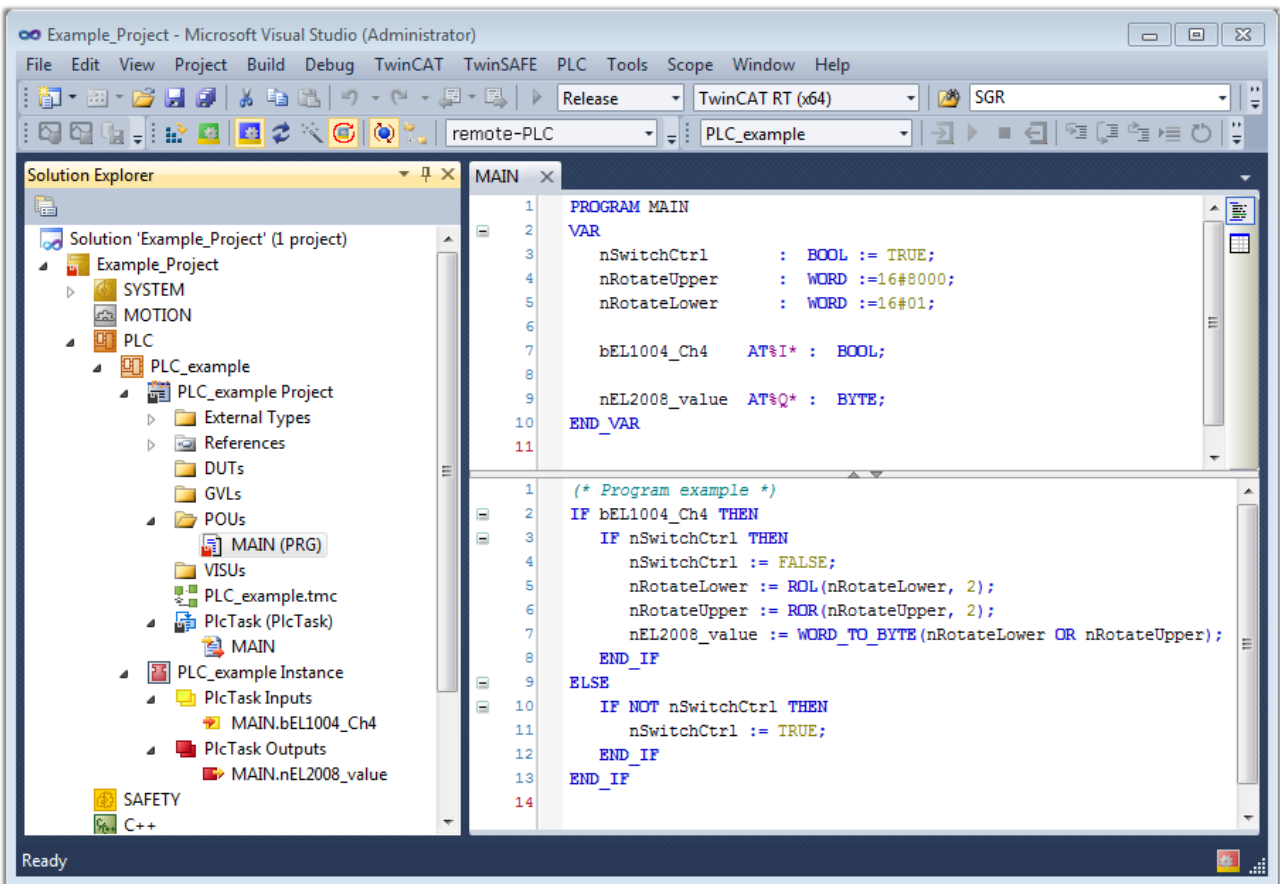 Example_Project - Microsoft Visual Studio (Administrator)
File Edit View Project Build Debug TwinCAT TwinSAFE PLC Tools Scope Window Help
Release TwinCAT RT (x64) SGR
remote-PLC PLC_example
Solution Explorer
Solution 'Example_Project' (1 project)
Example_Project
SYSTEM
MOTION
PLC
PLC_example
PLC_example Project
External Types
References
DUTs
GVLs
POUs
MAIN (PRG)
VISUs
PLC_example.tmc
PlcTask (PlcTask)
MAIN
PLC_example Instance
PlcTask Inputs
MAIN.bEL1004_Ch4
PlcTask Outputs
MAIN.nEL2008_value
SAFETY
C++
MAIN
1 PROGRAM MAIN
2 VAR
3 nSwitchCtrl : BOOL := TRUE;
4 nRotateUpper : WORD :=16#8000;
5 nRotateLower : WORD :=16#01;
6
7 bEL1004_Ch4 AT%I* : BOOL;
8
9 nEL2008_value AT%Q* : BYTE;
10 END_VAR
11
1 (* Program example *)
2 IF bEL1004_Ch4 THEN
3 IF nSwitchCtrl THEN
4 nSwitchCtrl := FALSE;
5 nRotateLower := ROL(nRotateLower, 2);
6 nRotateUpper := ROR(nRotateUpper, 2);
7 nEL2008_value := WORD_TO_BYTE(nRotateLower OR nRotateUpper);
8 END_IF
9 ELSE
10 IF NOT nSwitchCtrl THEN
11 nSwitchCtrl := TRUE;
12 END_IF
13 END_IF
14
Ready